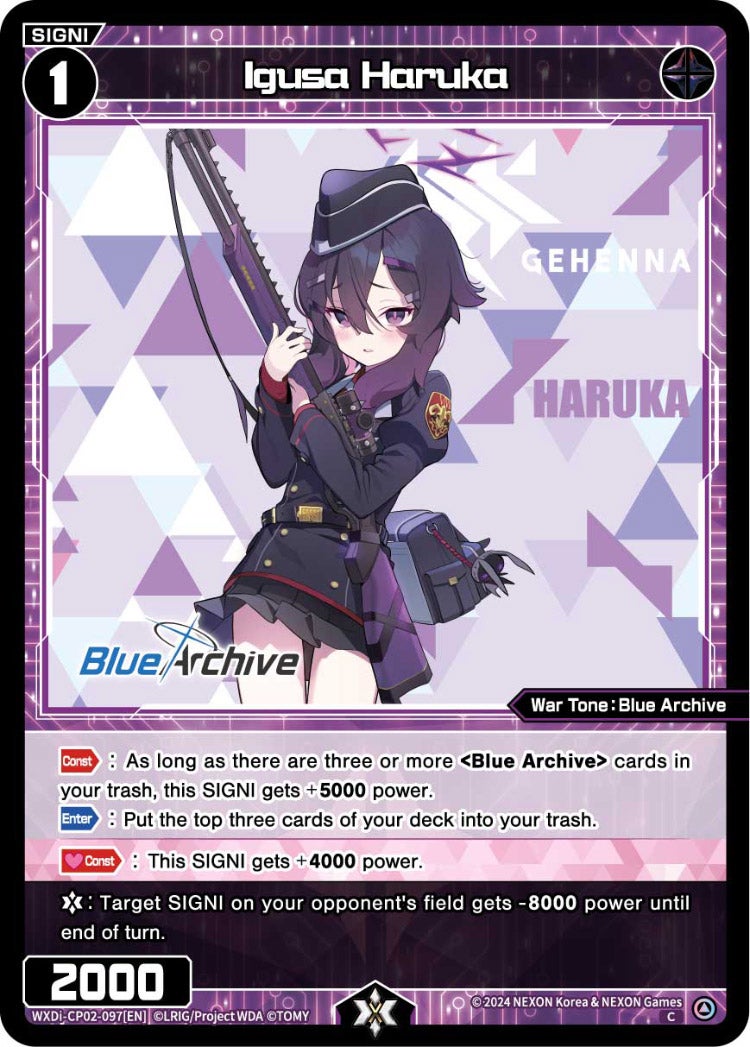 SIGNI
1
Igusa Haruka
GEHENNA
HARUKA
Blue Archive
War Tone:Blue Archive
Const : As long as there are three or more <Blue Archive> cards in
your trash, this SIGNI gets +5000 power.
Enter : Put the top three cards of your deck into your trash.
Const : This SIGNI gets +4000 power.
: Target SIGNI on your opponent's field gets -8000 power until
end of turn.
2000
©2024 NEXON Korea & NEXON Games
WXDi-CP02-097[EN] ©LRIG/Project WDA ©TOMY
C